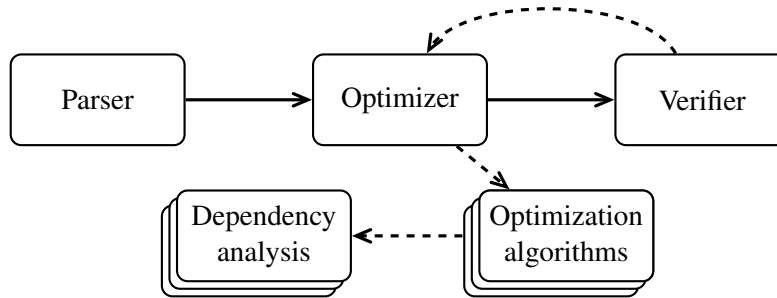 Parser
Optimizer
Verifier
Dependency
analysis
Optimization
algorithms